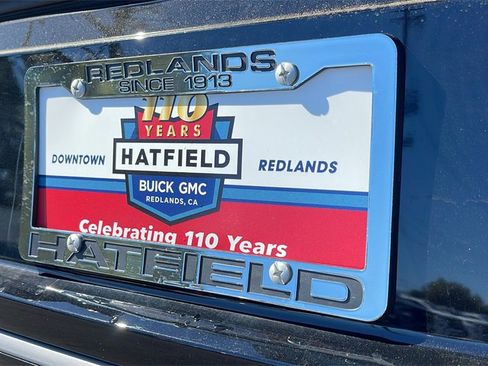 REDLANDS
SINCE 1913
110
YEARS
DOWNTOWN HATFIELD REDLANDS
BUICK GMC
REDLANDS, CA
Celebrating 110 Years
HATFIELD